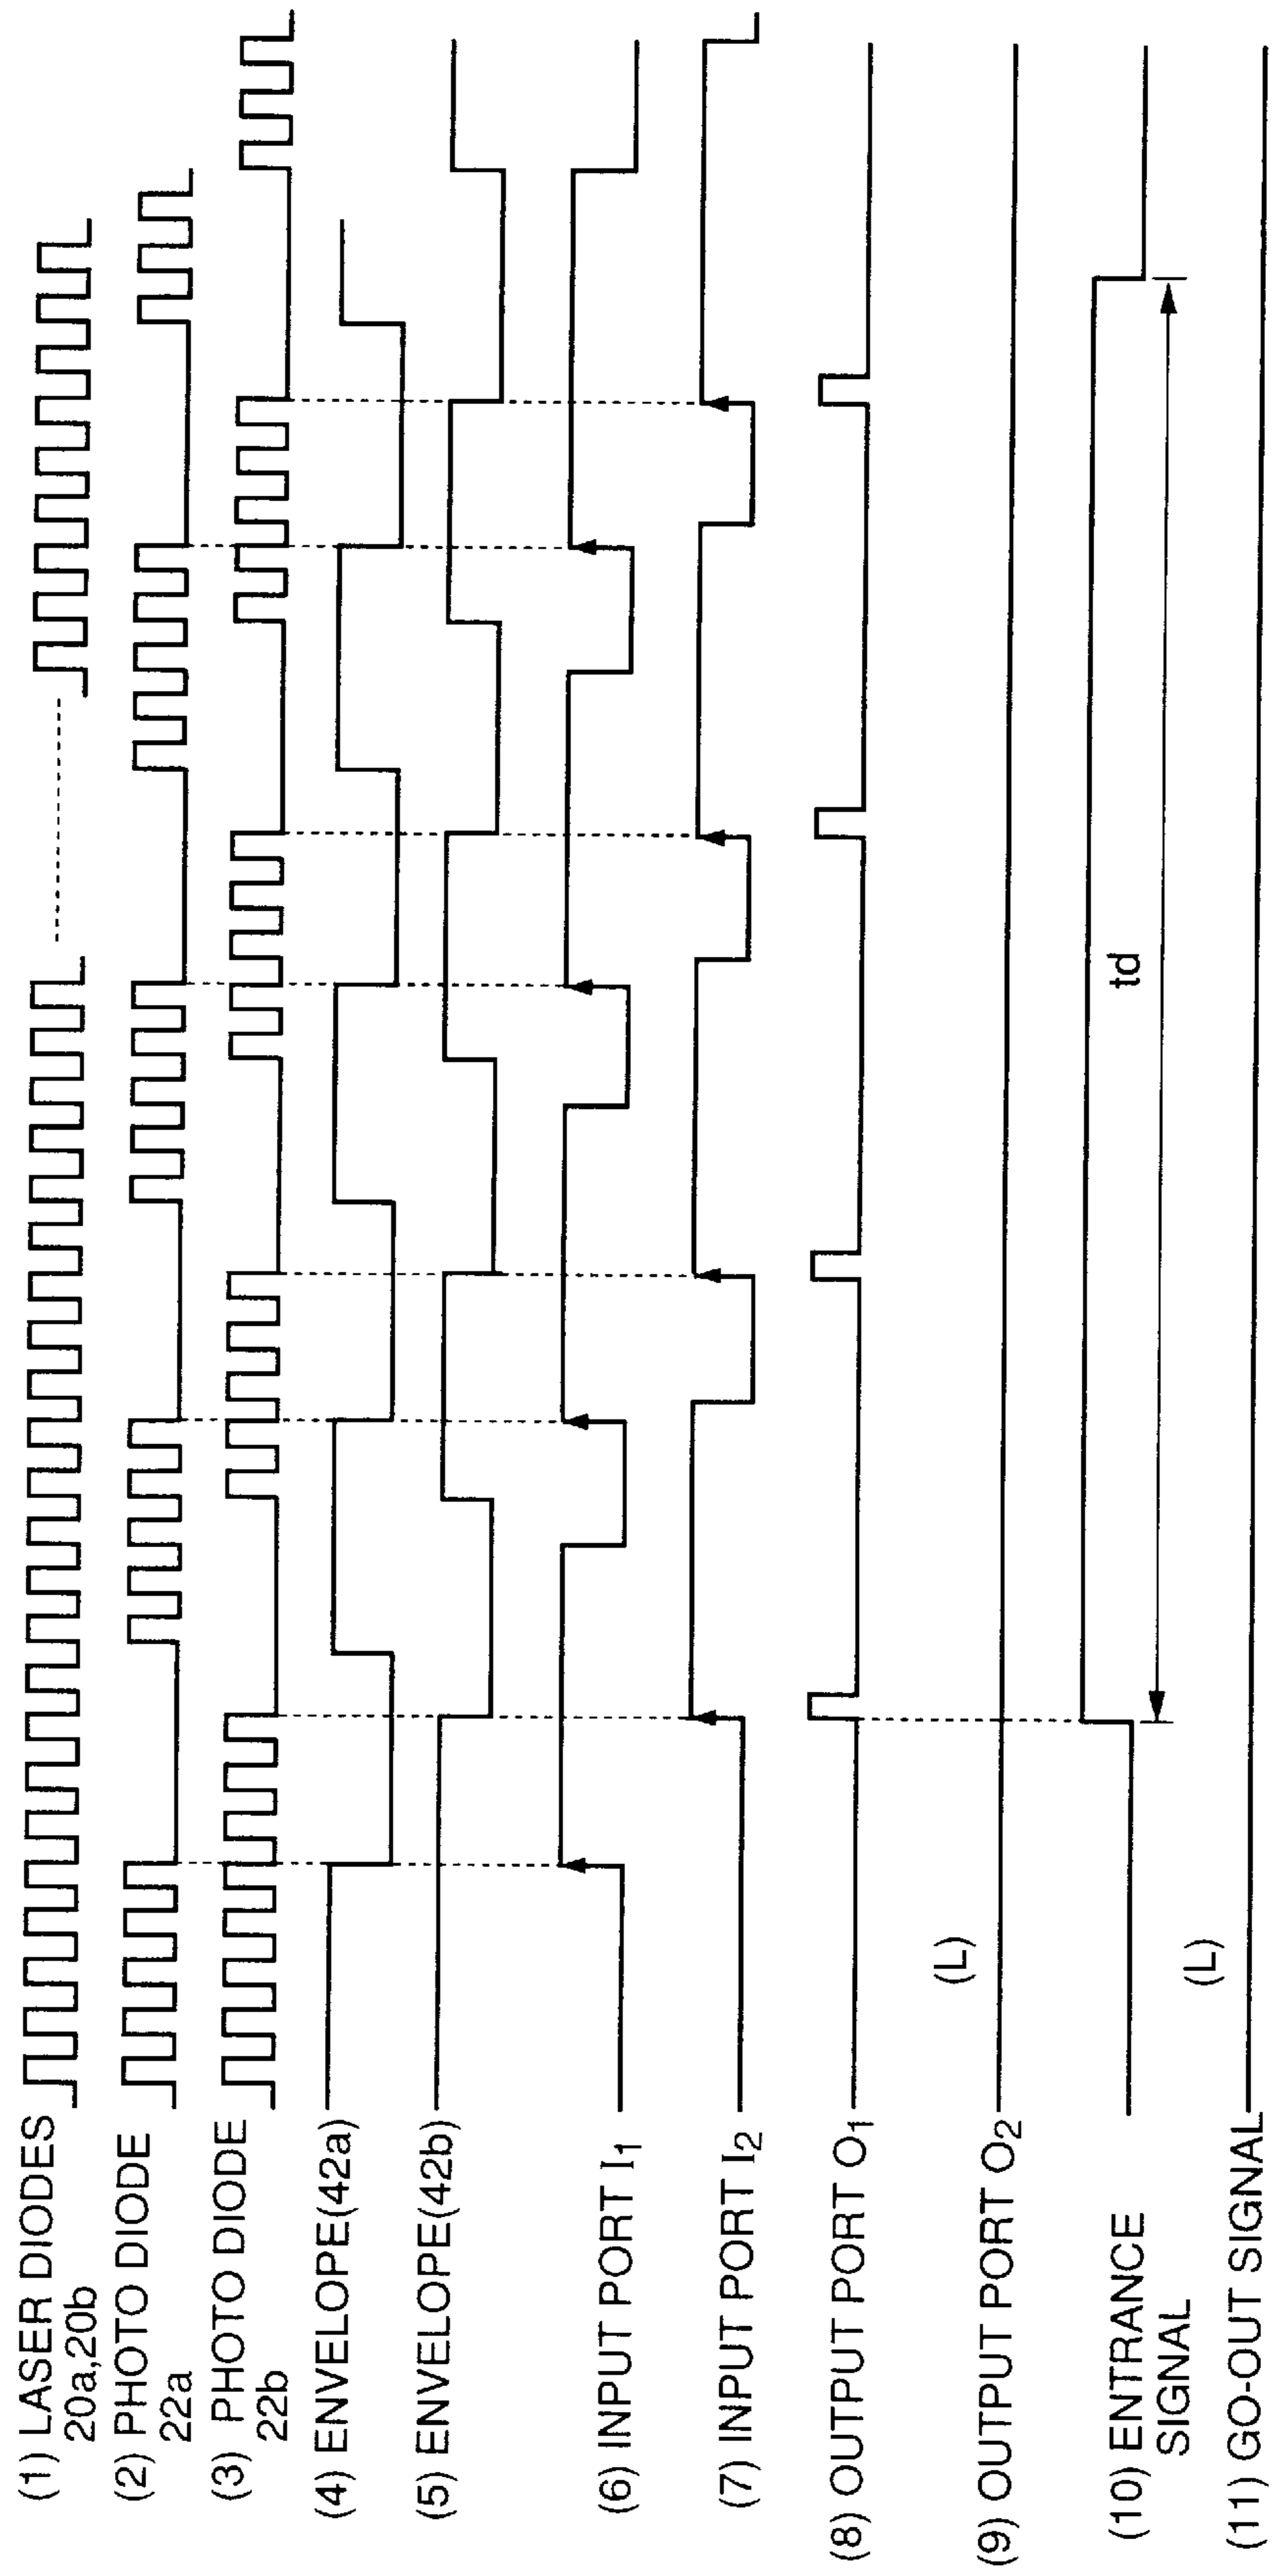 (1) LASER DIODES
20a,20b
(2) PHOTO DIODE
22a
(3) PHOTO DIODE
22b
(4) ENVELOPE(42a)
(5) ENVELOPE(42b)
(6) INPUT PORT I1
(7) INPUT PORT I2
(8) OUTPUT PORT O1
(9) OUTPUT PORT O2
(L)
(10) ENTRANCE
SIGNAL
td
(11) GO-OUT SIGNAL
(L)